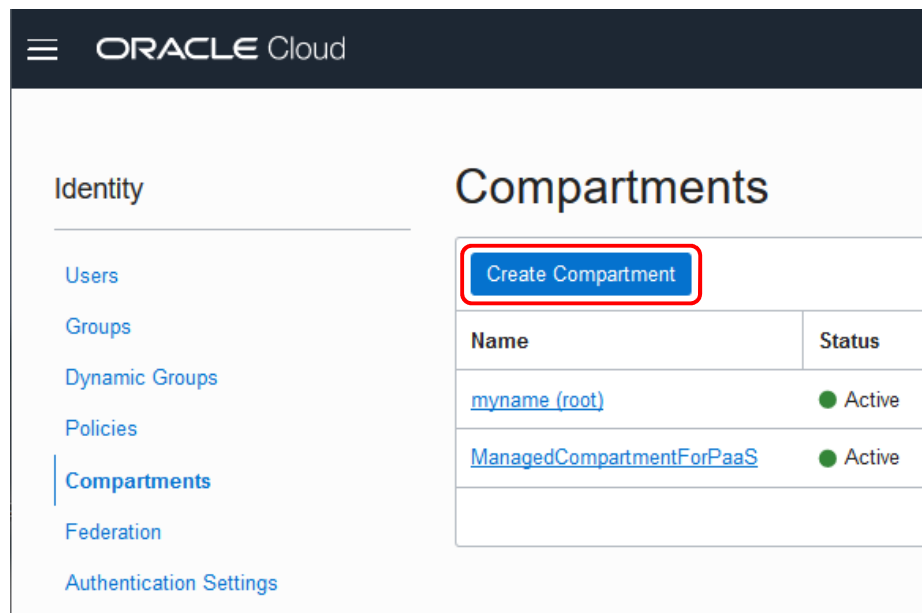 ORACLE Cloud
Identity
Users
Groups
Dynamic Groups
Policies
Compartments
Federation
Authentication Settings
Compartments
Create Compartment
Name Status
myname (root) Active
ManagedCompartmentForPaaS Active